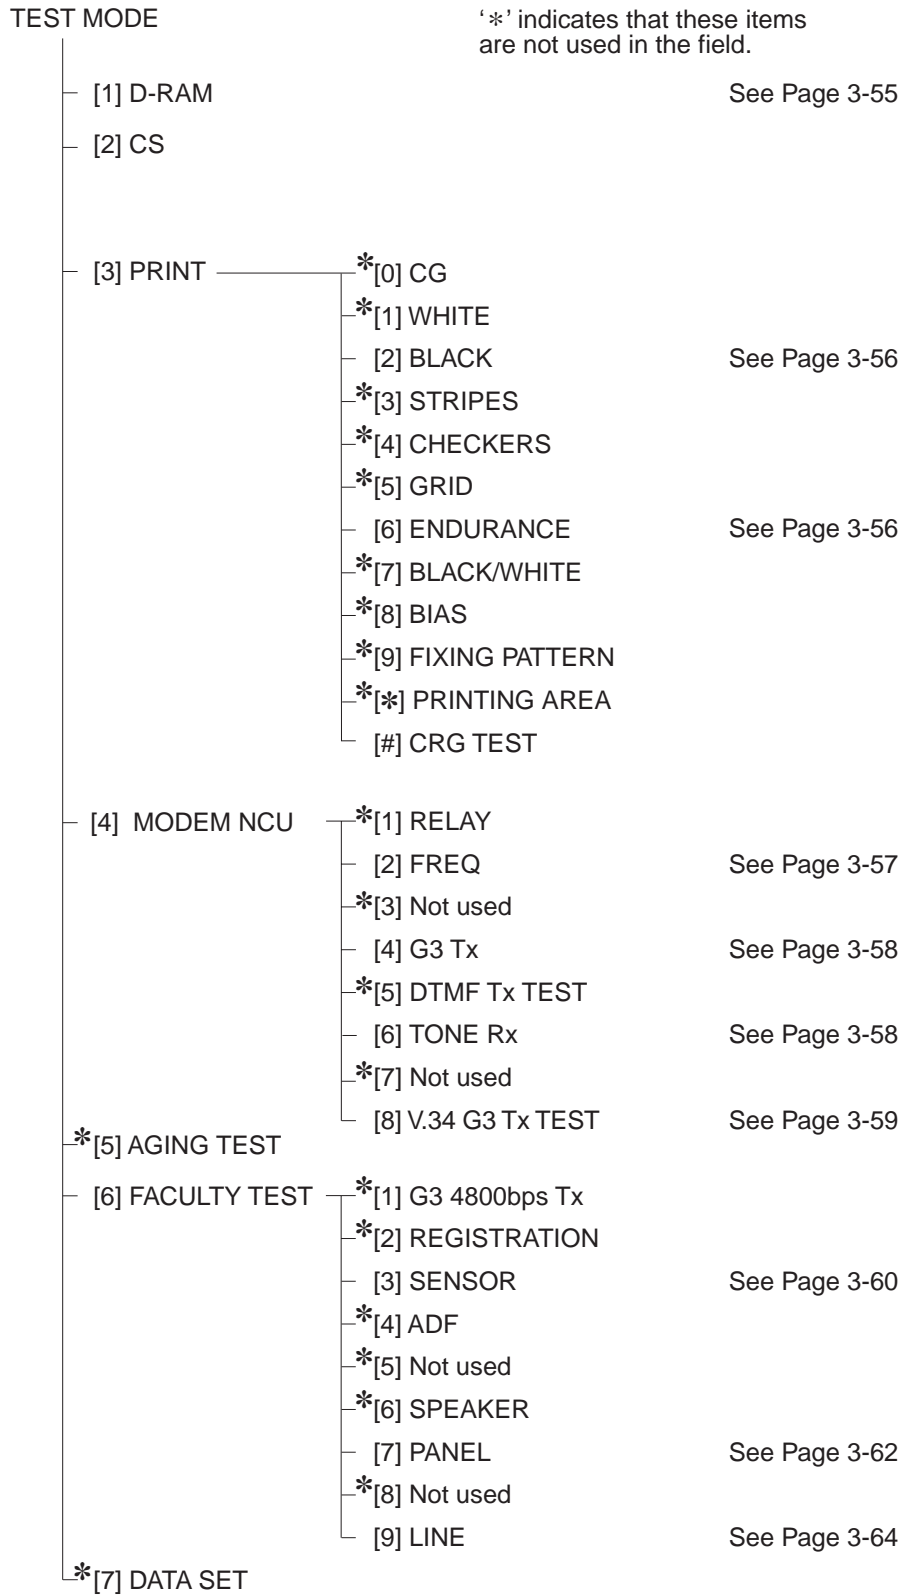 TEST MODE
‘✻’ indicates that these items
are not used in the field.
[1] D-RAM See Page 3-55
[2] CS
[3] PRINT ✻[0] CG
✻[1] WHITE
[2] BLACK See Page 3-56
✻[3] STRIPES
✻[4] CHECKERS
✻[5] GRID
[6] ENDURANCE See Page 3-56
✻[7] BLACK/WHITE
✻[8] BIAS
✻[9] FIXING PATTERN
✻[✻] PRINTING AREA
[#] CRG TEST
[4] MODEM NCU ✻[1] RELAY
[2] FREQ See Page 3-57
✻[3] Not used
[4] G3 Tx See Page 3-58
✻[5] DTMF Tx TEST
[6] TONE Rx See Page 3-58
✻[7] Not used
[8] V.34 G3 Tx TEST See Page 3-59
✻[5] AGING TEST
[6] FACULTY TEST ✻[1] G3 4800bps Tx
✻[2] REGISTRATION
[3] SENSOR See Page 3-60
✻[4] ADF
✻[5] Not used
✻[6] SPEAKER
[7] PANEL See Page 3-62
✻[8] Not used
[9] LINE See Page 3-64
✻[7] DATA SET